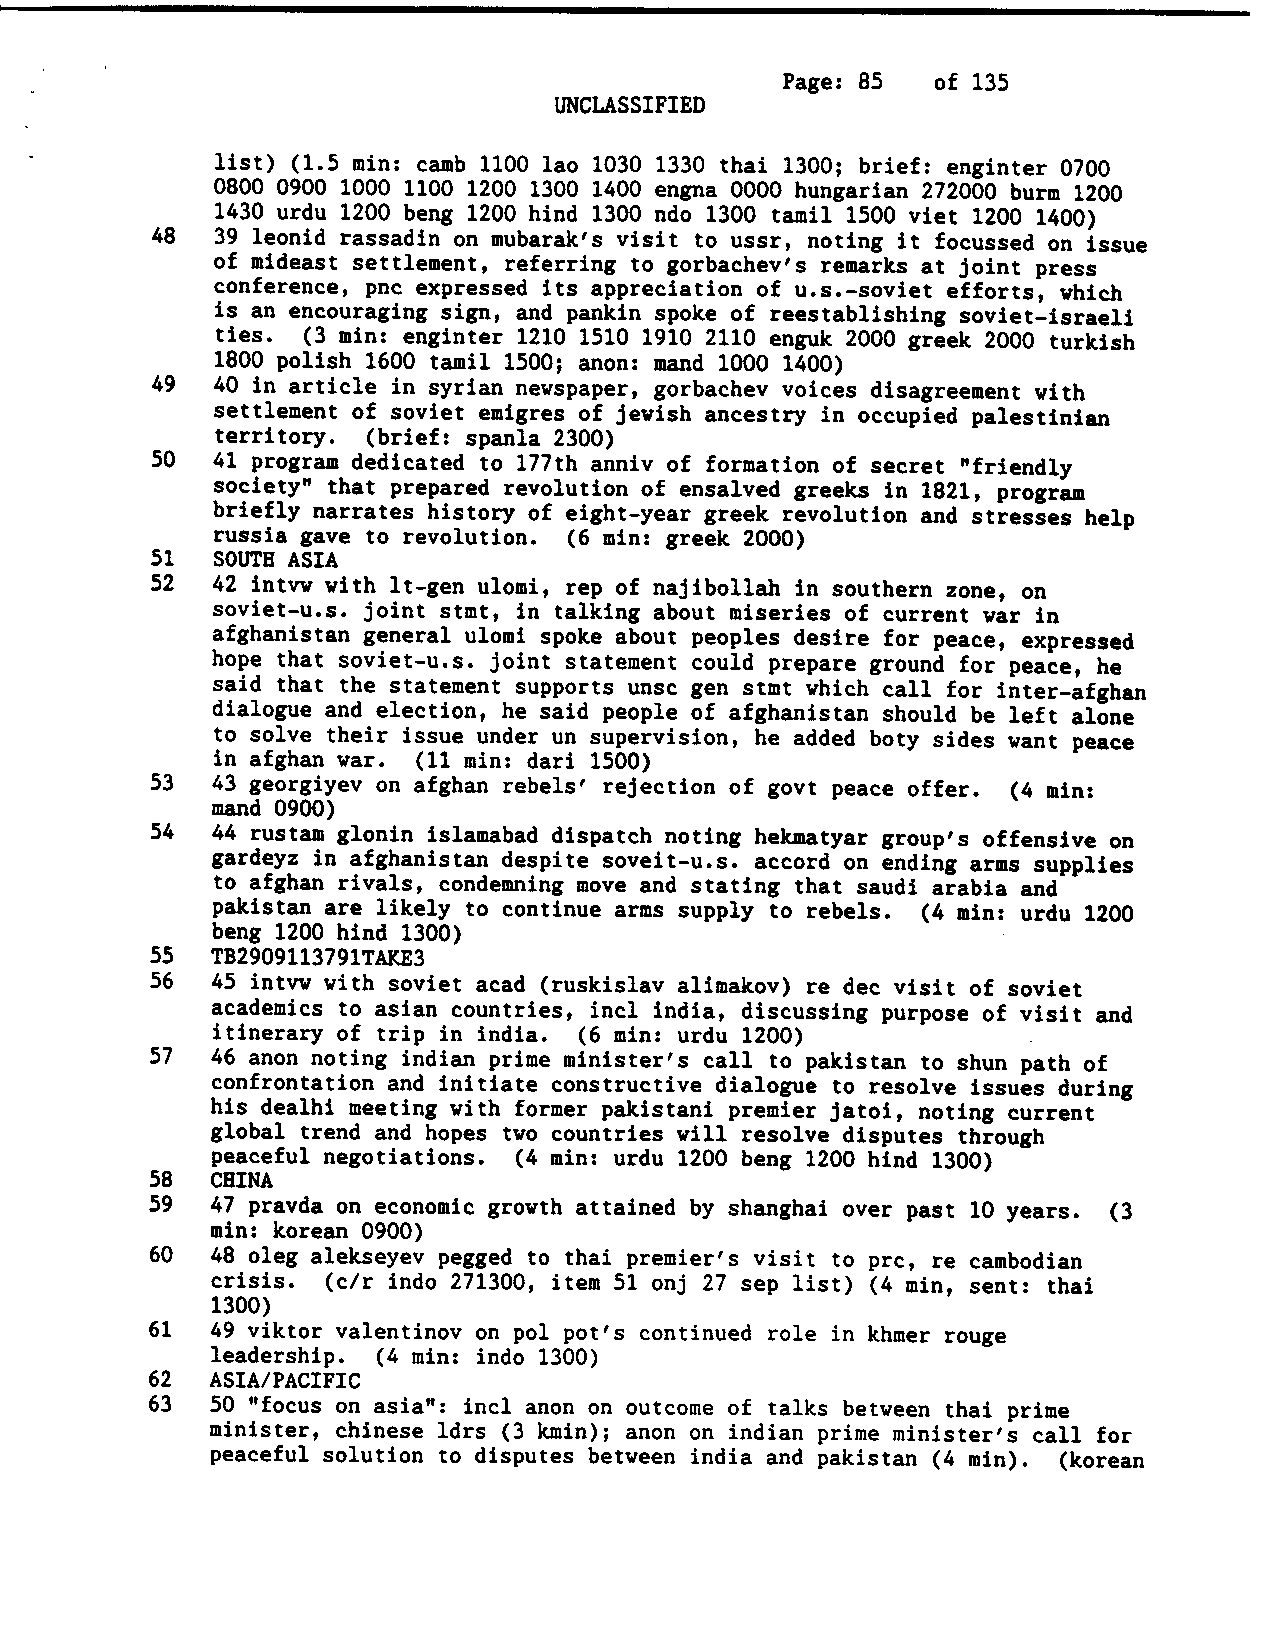 Page: 85 of 135
UNCLASSIFIED
list) (1.5 min: camb 1100 lao 1030 1330 thai 1300; brief: enginter 0700
0800 0900 1000 1100 1200 1300 1400 engna 0000 hungarian 272000 burm 1200
1430 urdu 1200 beng 1200 hind 1300 ndo 1300 tamil 1500 viet 1200 1400)
48 39 leonid rassadin on mubarak's visit to ussr, noting it focussed on issue
of mideast settlement, referring to gorbachev's remarks at joint press
conference, pnc expressed its appreciation of u.s.-soviet efforts, which
is an encouraging sign, and pankin spoke of reestablishing soviet-israeli
ties. (3 min: enginter 1210 1510 1910 2110 enguk 2000 greek 2000 turkish
1800 polish 1600 tamil 1500; anon: mand 1000 1400)
49 40 in article in syrian newspaper, gorbachev voices disagreement with
settlement of soviet emigres of jewish ancestry in occupied palestinian
territory. (brief: spanla 2300)
50 41 program dedicated to 177th anniv of formation of secret "friendly
society" that prepared revolution of ensalved greeks in 1821, program
briefly narrates history of eight-year greek revolution and stresses help
russia gave to revolution. (6 min: greek 2000)
51 SOUTH ASIA
52 42 intvw with lt-gen ulomi, rep of najibollah in southern zone, on
soviet-u.s. joint stmt, in talking about miseries of current war in
afghanistan general ulomi spoke about peoples desire for peace, expressed
hope that soviet-u.s. joint statement could prepare ground for peace, he
said that the statement supports unsc gen stmt which call for inter-afghan
dialogue and election, he said people of afghanistan should be left alone
to solve their issue under un supervision, he added boty sides want peace
in afghan war. (11 min: dari 1500)
53 43 georgiyev on afghan rebels' rejection of govt peace offer. (4 min:
mand 0900)
54 44 rustam glonin islamabad dispatch noting hekmatyar group's offensive on
gardeyz in afghanistan despite soveit-u.s. accord on ending arms supplies
to afghan rivals, condemning move and stating that saudi arabia and
pakistan are likely to continue arms supply to rebels. (4 min: urdu 1200
beng 1200 hind 1300)
55 TB2909113791TAKE3
56 45 intvw with soviet acad (ruskislav alimakov) re dec visit of soviet
academics to asian countries, incl india, discussing purpose of visit and
itinerary of trip in india. (6 min: urdu 1200)
57 46 anon noting indian prime minister's call to pakistan to shun path of
confrontation and initiate constructive dialogue to resolve issues during
his dealhi meeting with former pakistani premier jatoi, noting current
global trend and hopes two countries will resolve disputes through
peaceful negotiations. (4 min: urdu 1200 beng 1200 hind 1300)
58 CHINA
59 47 pravda on economic growth attained by shanghai over past 10 years. (3
min: korean 0900)
60 48 oleg alekseyev pegged to thai premier's visit to prc, re cambodian
crisis. (c/r indo 271300, item 51 onj 27 sep list) (4 min, sent: thai
1300)
61 49 viktor valentinov on pol pot's continued role in khmer rouge
leadership. (4 min: indo 1300)
62 ASIA/PACIFIC
63 50 "focus on asia": incl anon on outcome of talks between thai prime
minister, chinese ldrs (3 kmin); anon on indian prime minister's call for
peaceful solution to disputes between india and pakistan (4 min). (korean